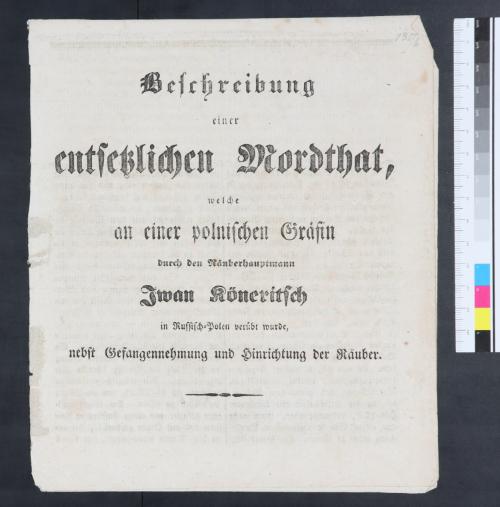 Beschreibung
einer
entsetzlichen Mordthat,
welche
an einer polnischen Gräfin
durch den Räuberhauptmann
Iwan Köneritsch
in Russisch-Polen verübt wurde,
nebst Gefangennehmung und Hinrichtung der Räuber.